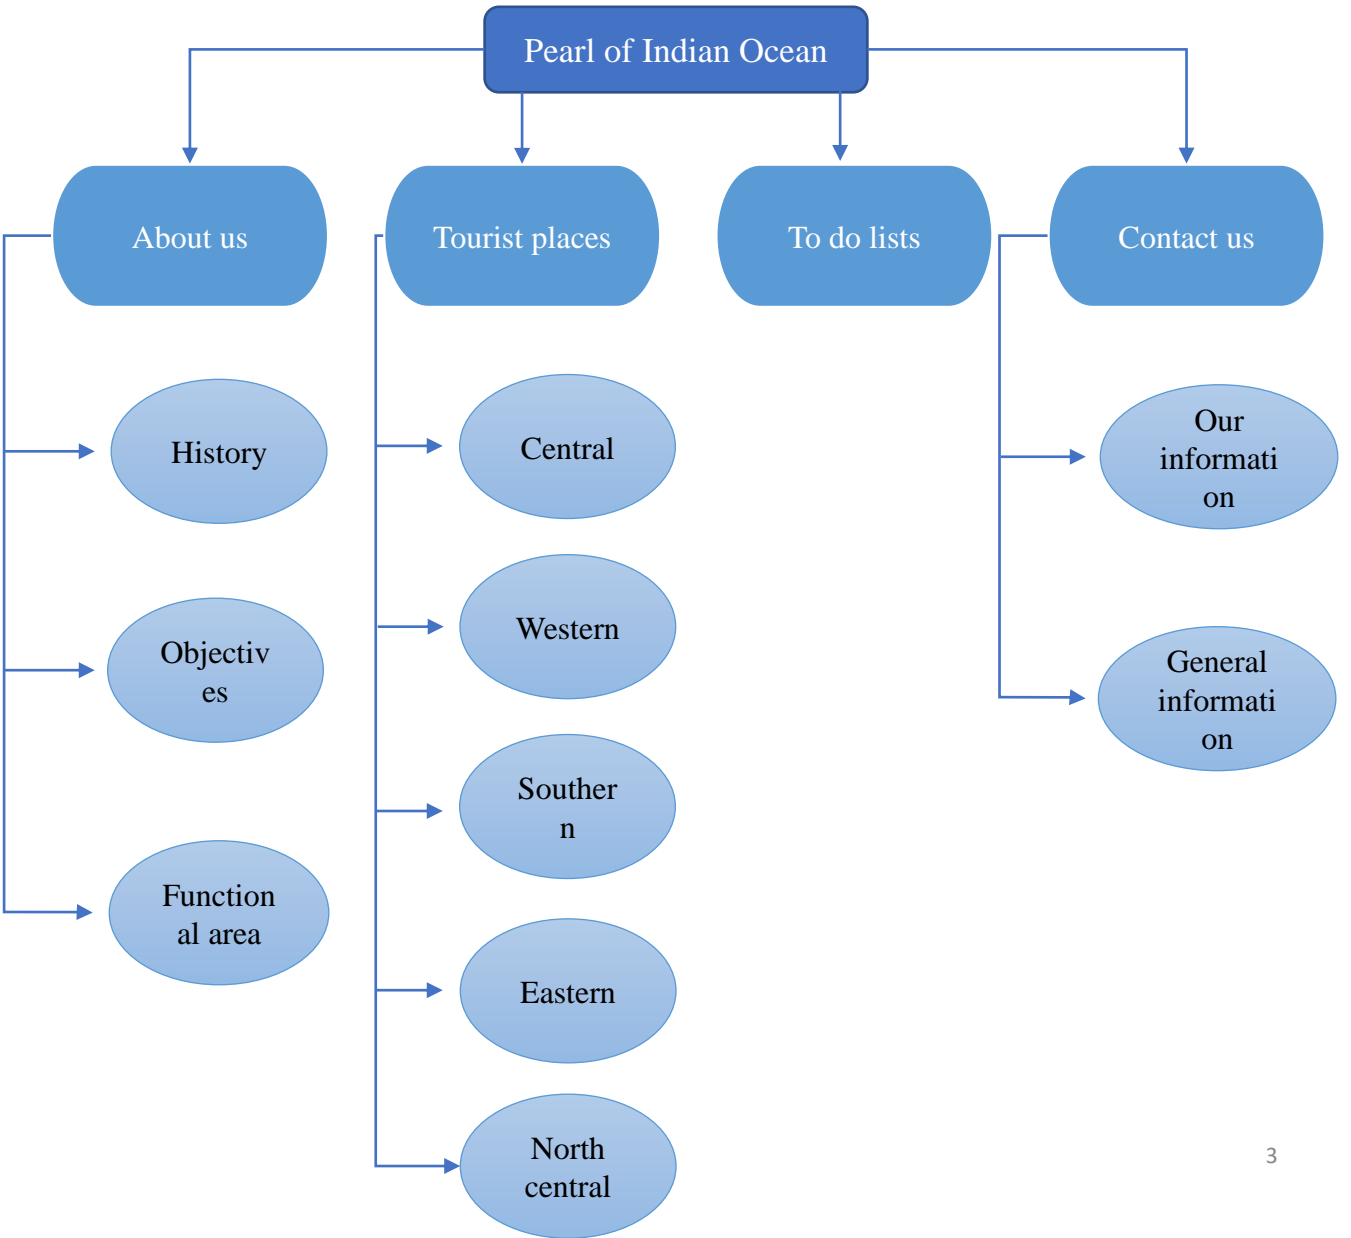 Pearl of Indian Ocean
About us
Tourist places
To do lists
Contact us
History
Objectiv
es
Function
al area
Central
Western
Souther
n
Eastern
North
central
Our
informati
on
General
informati
on
3